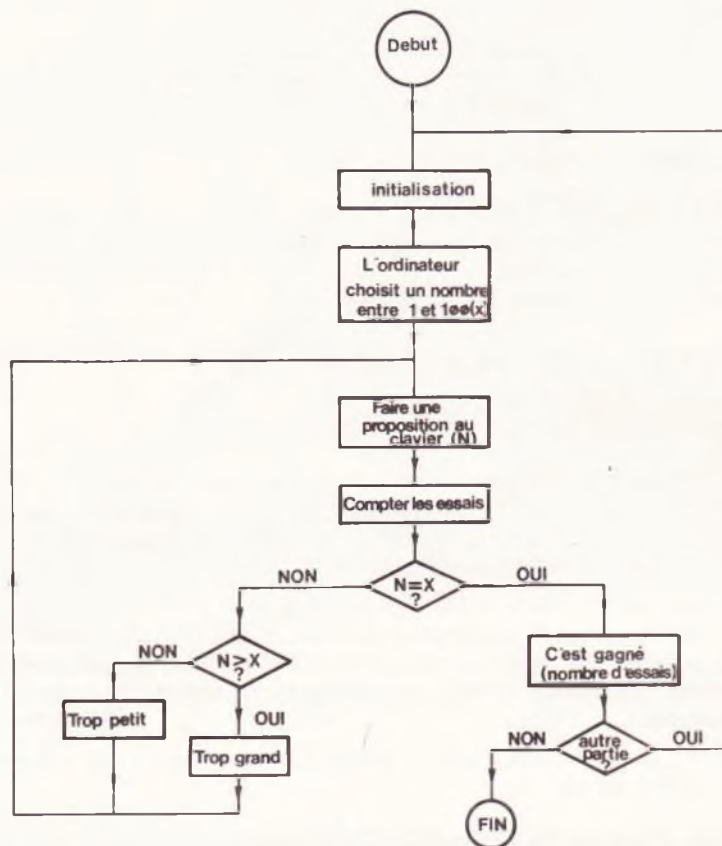 Debut
initialisation
L'ordinateur
choisit un nombre
entre 1 et 1øø(x)
Faire une
proposition au
clavier (N)
Compter les essais
NON
N=X
?
OUI
NON
N>X
?
OUI
C'est gagné
(nombre d'essais)
Trop petit
Trop grand
NON
autre
partie
?
OUI
FIN